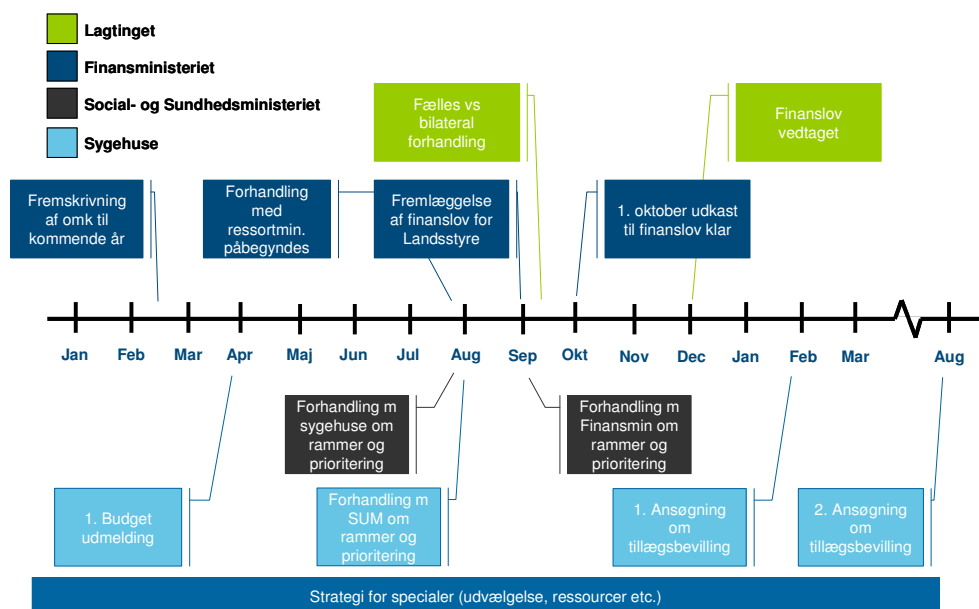 Lagtinget
Finansministeriet
Social- og Sundhedsministeriet
Sygehuse
Fælles vs
bilateral
forhandling
Finanslov
vedtaget
Fremskrivning
af omk til
kommende år
Forhandling
med
ressortmin.
påbegyndes
Fremlæggelse
af finanslov for
Landsstyre
1. oktober udkast
til finanslov klar
Jan Feb Mar Apr Maj Jun Jul Aug Sep Okt Nov Dec Jan Feb Mar Aug
Forhandling m
sygehuse om
rammer og
prioritering
Forhandling m
Finansmin om
rammer og
prioritering
1. Budget
udmelding
Forhandling m
SUM om
rammer og
prioritering
1. Ansøgning
om
tillægsbevilling
2. Ansøgning
om
tillægsbevilling
Strategi for specialer (udvælgelse, ressourcer etc.)